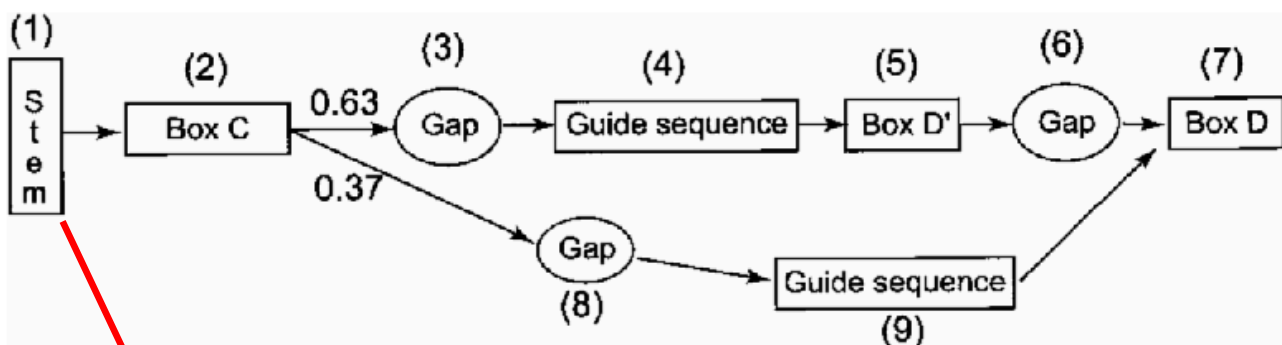 (1)
(2)
(3)
(4)
(5)
(6)
(7)
Stem
Box C
0.63
Gap
Guide sequence
Box D'
Gap
Box D
0.37
Gap
(8)
Guide sequence
(9)